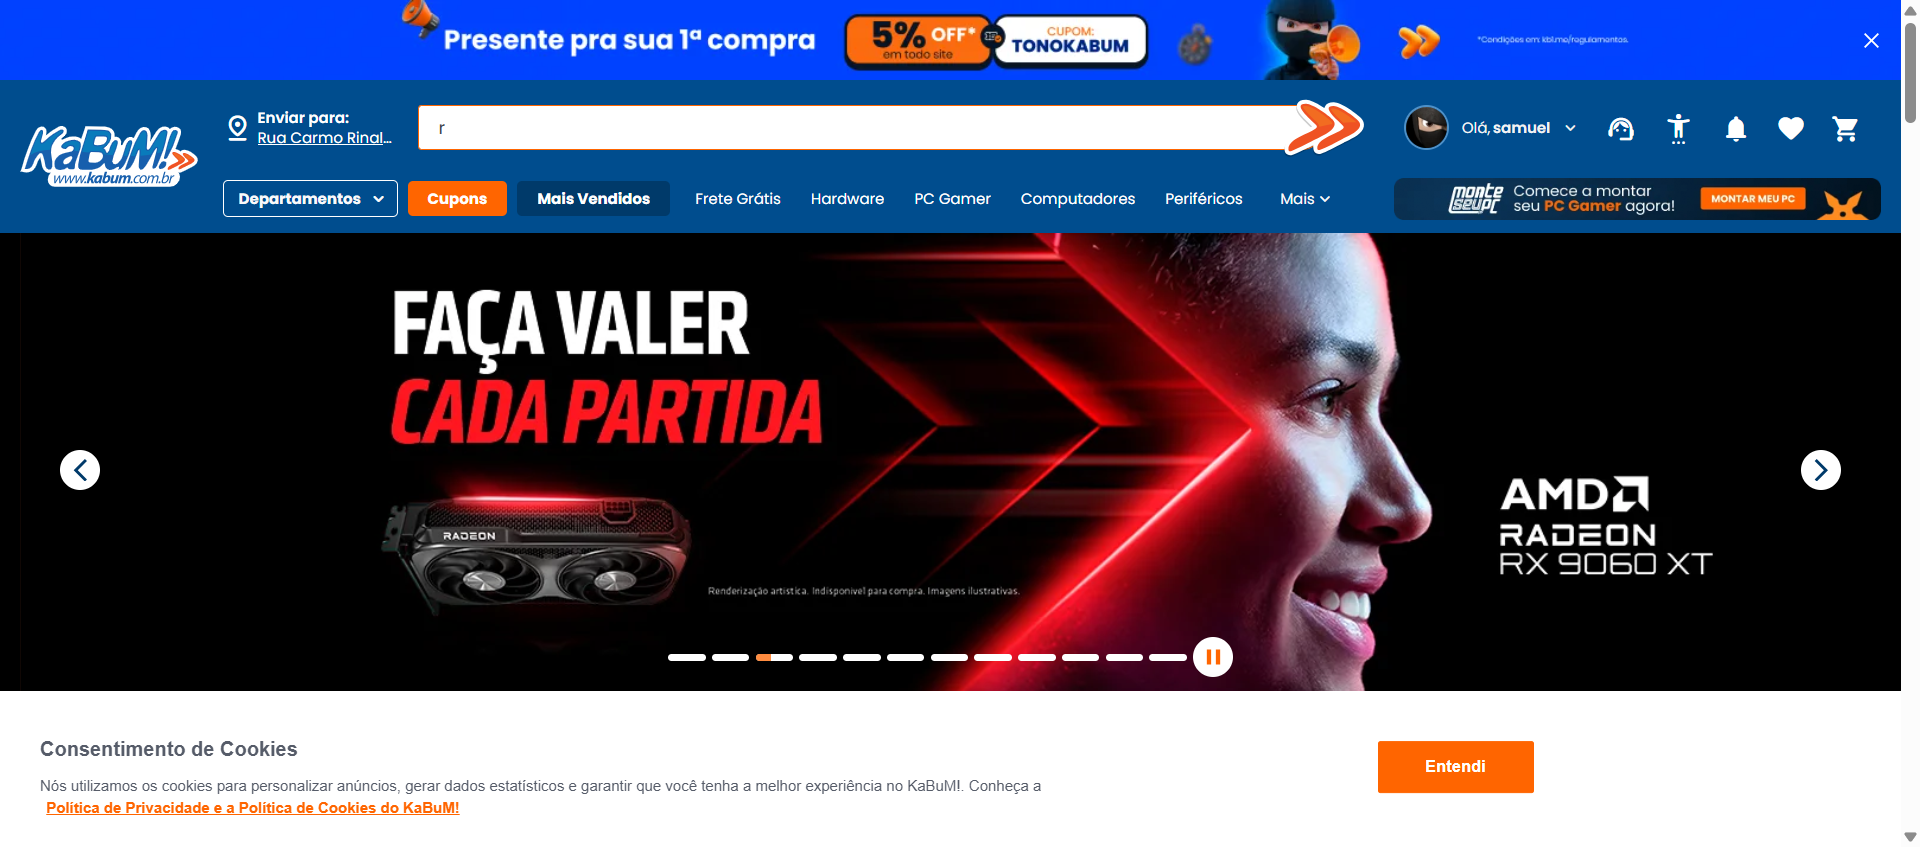 Presente pra sua 1ª compra
5% OFF*
em todo site
CUPOM:
TONOKABUM
*Condições em: kbl.me/regulamentos.
KaBuM!
www.kabum.com.br
Enviar para:
Rua Carmo Rinal...
r
Olá, samuel
Departamentos
Cupons
Mais Vendidos
Frete Grátis
Hardware
PC Gamer
Computadores
Periféricos
Mais
monte seu pc
Comece a montar
seu PC Gamer agora!
MONTAR MEU PC
FAÇA VALER
CADA PARTIDA
RADEON
Renderização artística. Indisponível para compra. Imagens ilustrativas.
AMD
RADEON
RX 9060 XT
Consentimento de Cookies
Nós utilizamos os cookies para personalizar anúncios, gerar dados estatísticos e garantir que você tenha a melhor experiência no KaBuM!. Conheça a
Política de Privacidade e a Política de Cookies do KaBuM!
Entendi